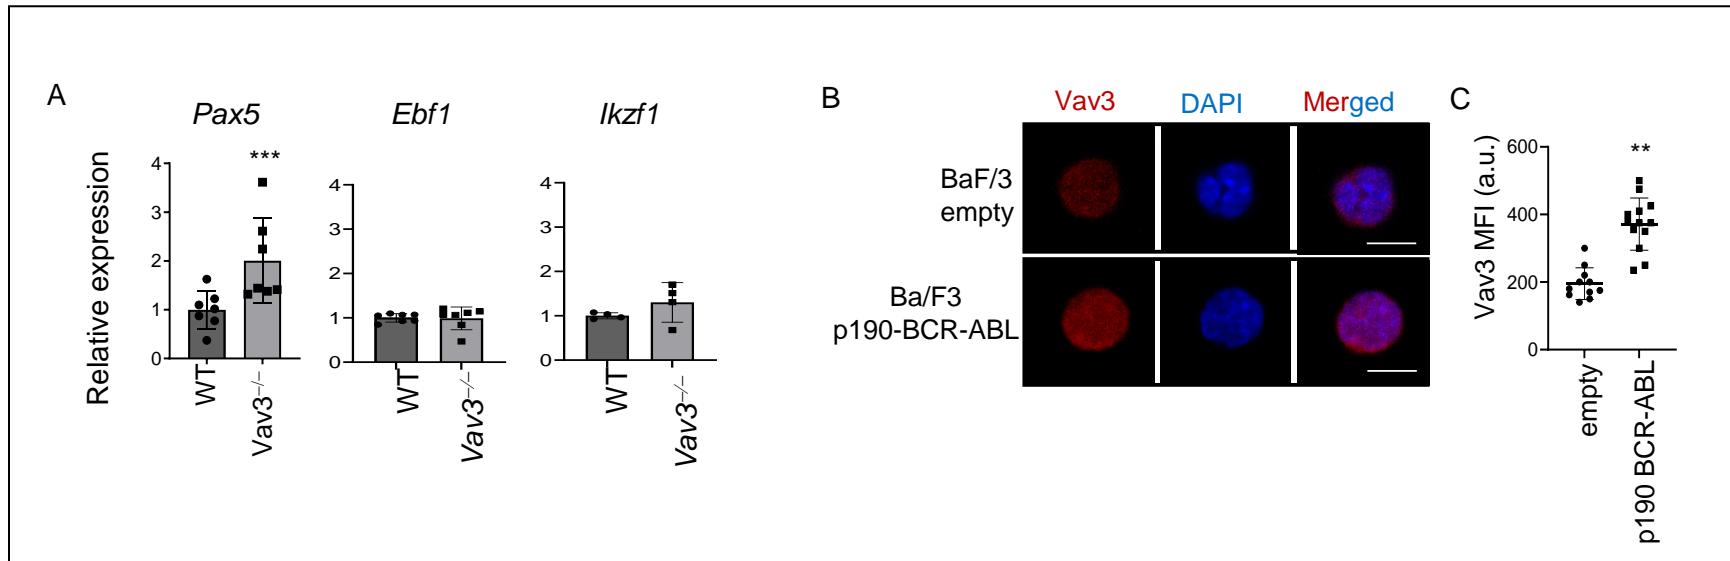 A
Pax5
Ebf1
Ikzf1
Relative expression
***
4
3
2
1
0
WT
Vav3−/−
4
3
2
1
0
WT
Vav3−/−
4
3
2
1
0
WT
Vav3−/−
B
Vav3
DAPI
Merged
BaF/3
empty
Ba/F3
p190-BCR-ABL
C
Vav3 MFI (a.u.)
**
600
400
200
0
empty
p190 BCR-ABL